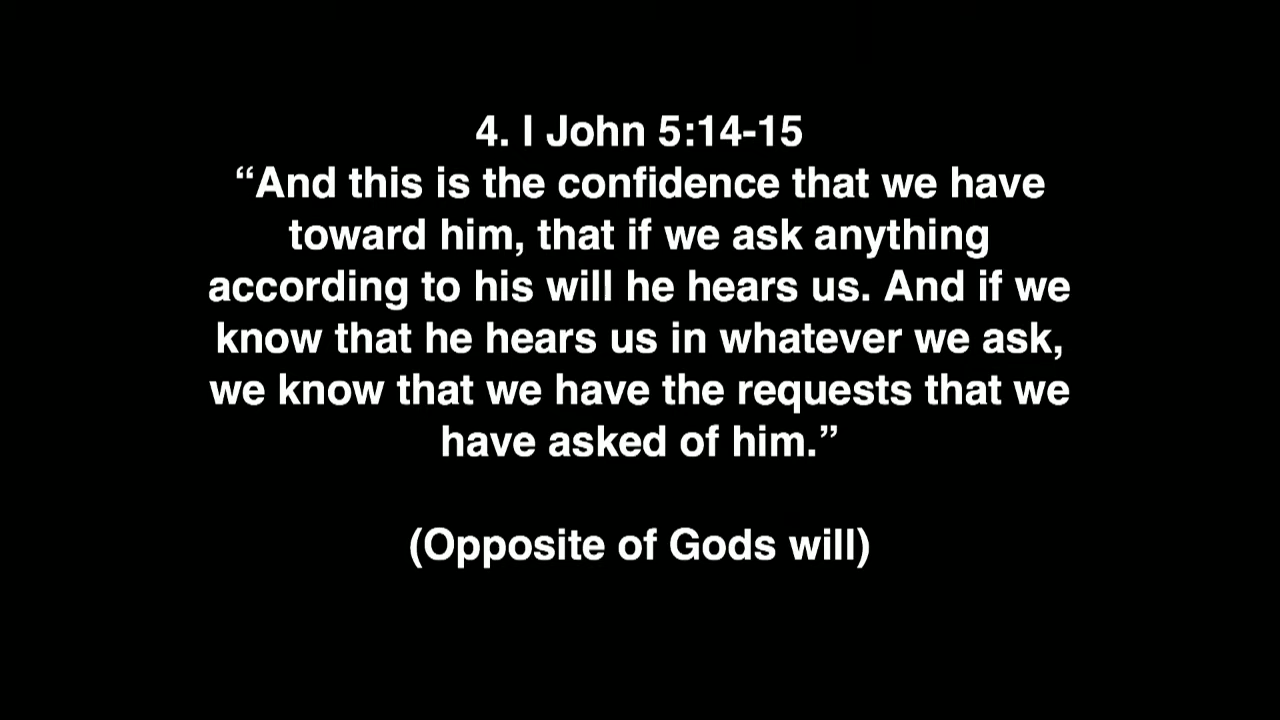 4. I John 5:14-15
“And this is the confidence that we have
toward him, that if we ask anything
according to his will he hears us. And if we
know that he hears us in whatever we ask,
we know that we have the requests that we
have asked of him.”
(Opposite of Gods will)